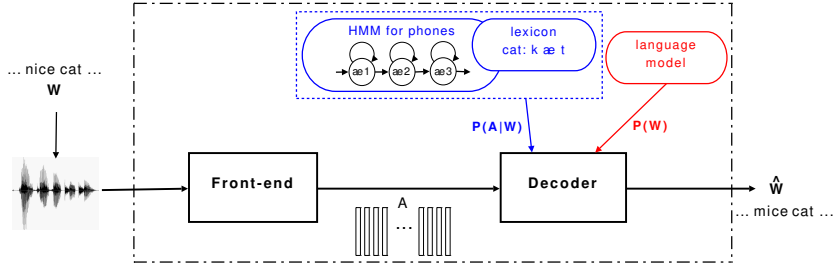 HMM for phones
lexicon
cat: k æ t
æ1 æ2 æ3
language
model
... nice cat ...
W
P(A|W)
P(W)
Front-end
A
...
Decoder
Ŵ
... mice cat ...